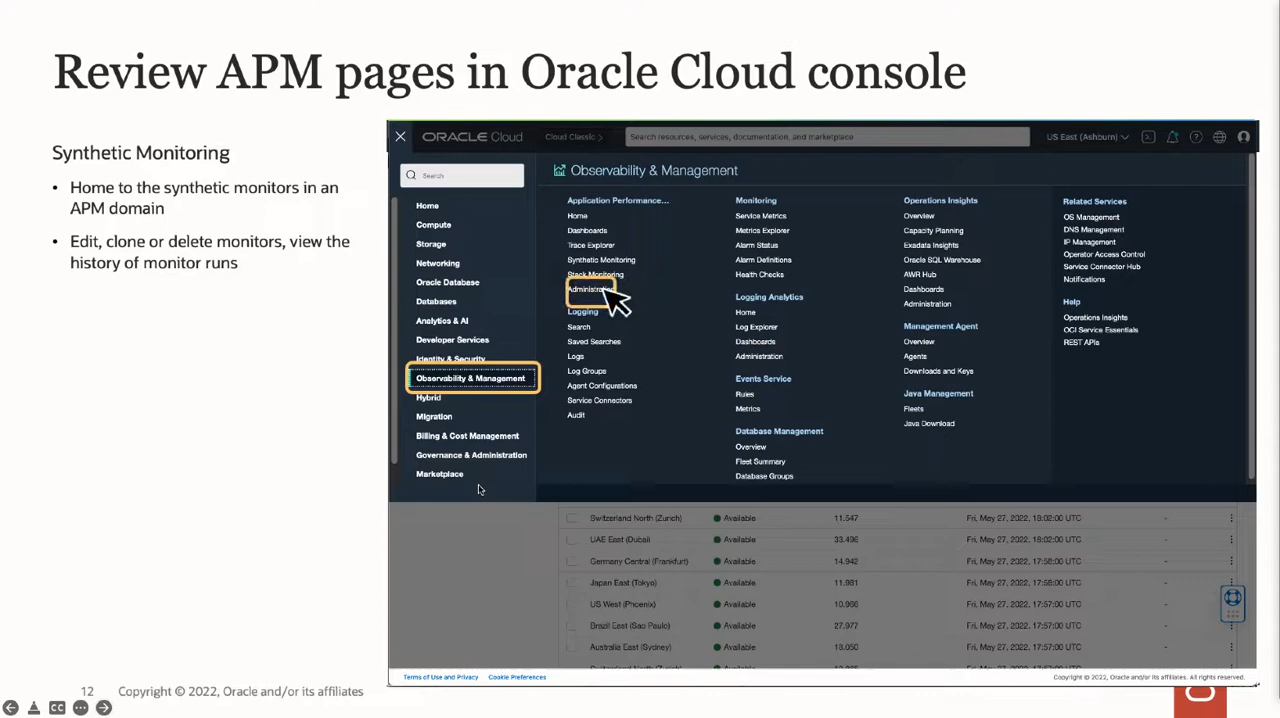 Review APM pages in Oracle Cloud console
Synthetic Monitoring
• Home to the synthetic monitors in an
APM domain
• Edit, clone or delete monitors, view the
history of monitor runs
ORACLE Cloud
Cloud Classic >
Search resources, services, documentation, and marketplace
US East (Ashburn)
Search
Home
Compute
Storage
Networking
Oracle Database
Databases
Analytics & AI
Developer Services
Identity & Security
Observability & Management
Hybrid
Migration
Billing & Cost Management
Governance & Administration
Marketplace
Observability & Management
Application Performance...
Home
Dashboards
Trace Explorer
Synthetic Monitoring
Stack Monitoring
Administration
Logging
Search
Saved Searches
Logs
Log Groups
Agent Configurations
Service Connectors
Audit
Monitoring
Service Metrics
Metrics Explorer
Alarm Status
Alarm Definitions
Health Checks
Logging Analytics
Home
Log Explorer
Dashboards
Administration
Events Service
Rules
Metrics
Database Management
Overview
Fleet Summary
Database Groups
Operations Insights
Overview
Capacity Planning
Exadata Insights
Oracle SQL Warehouse
AWR Hub
Dashboards
Administration
Management Agent
Overview
Agents
Downloads and Keys
Java Management
Fleets
Java Download
Related Services
OS Management
DNS Management
IP Management
Operator Access Control
Service Connector Hub
Notifications
Help
Operations Insights
OCI Service Essentials
REST APIs
Switzerland North (Zurich) Available 11.547 Fri, May 27, 2022, 18:02:00 UTC -
UAE East (Dubai) Available 33.496 Fri, May 27, 2022, 18:02:00 UTC -
Germany Central (Frankfurt) Available 14.942 Fri, May 27, 2022, 17:58:00 UTC -
Japan East (Tokyo) Available 11.981 Fri, May 27, 2022, 17:58:00 UTC -
US West (Phoenix) Available 10.966 Fri, May 27, 2022, 17:57:00 UTC -
Brazil East (Sao Paulo) Available 27.977 Fri, May 27, 2022, 17:57:00 UTC -
Australia East (Sydney) Available 18.050 Fri, May 27, 2022, 17:57:00 UTC -
Terms of Use and Privacy Cookie Preferences
Copyright © 2022, Oracle and/or its affiliates. All rights reserved.
12 Copyright © 2022, Oracle and/or its affiliates
CC